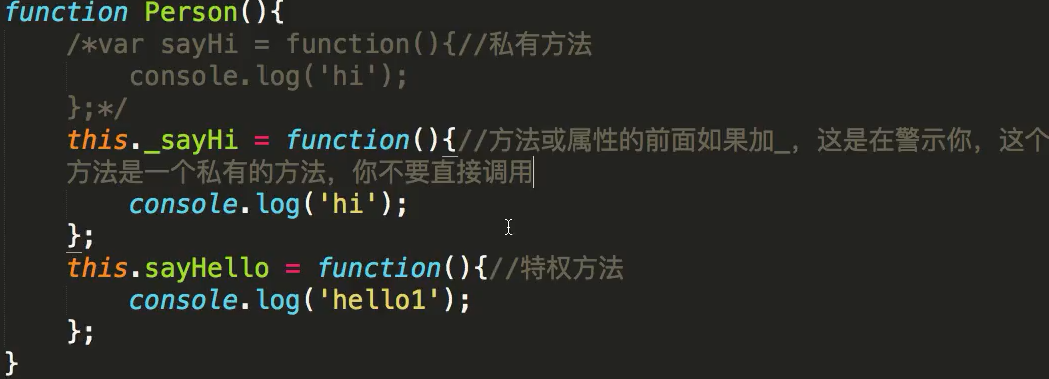 function Person(){
    /*var sayHi = function(){//私有方法
        console.log('hi');
    };*/
    this._sayHi = function(){//方法或属性的前面如果加_，这是在警示你，这个
    方法是一个私有的方法，你不要直接调用
        console.log('hi');
    };
    this.sayHello = function(){//特权方法
        console.log('hello1');
    };
}